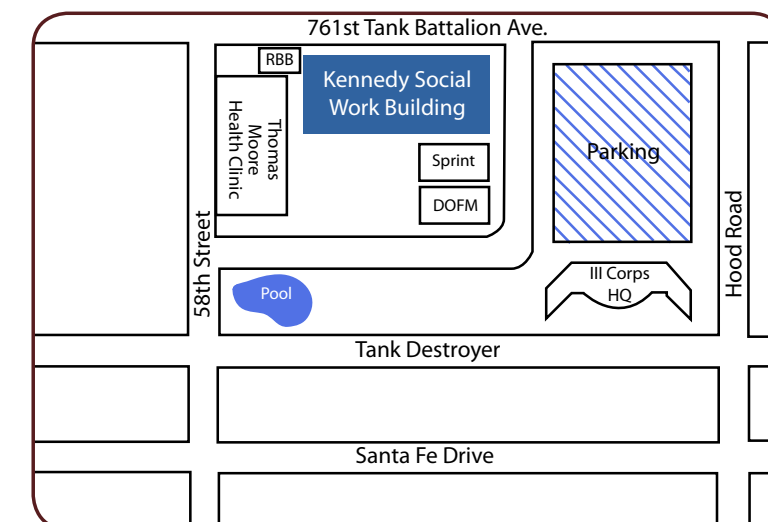 761st Tank Battalion Ave.
RBB
Kennedy Social
Work Building
Thomas
Moore
Health Clinic
Sprint
DOFM
Parking
58th Street
Hood Road
Pool
III Corps
HQ
Tank Destroyer
Santa Fe Drive